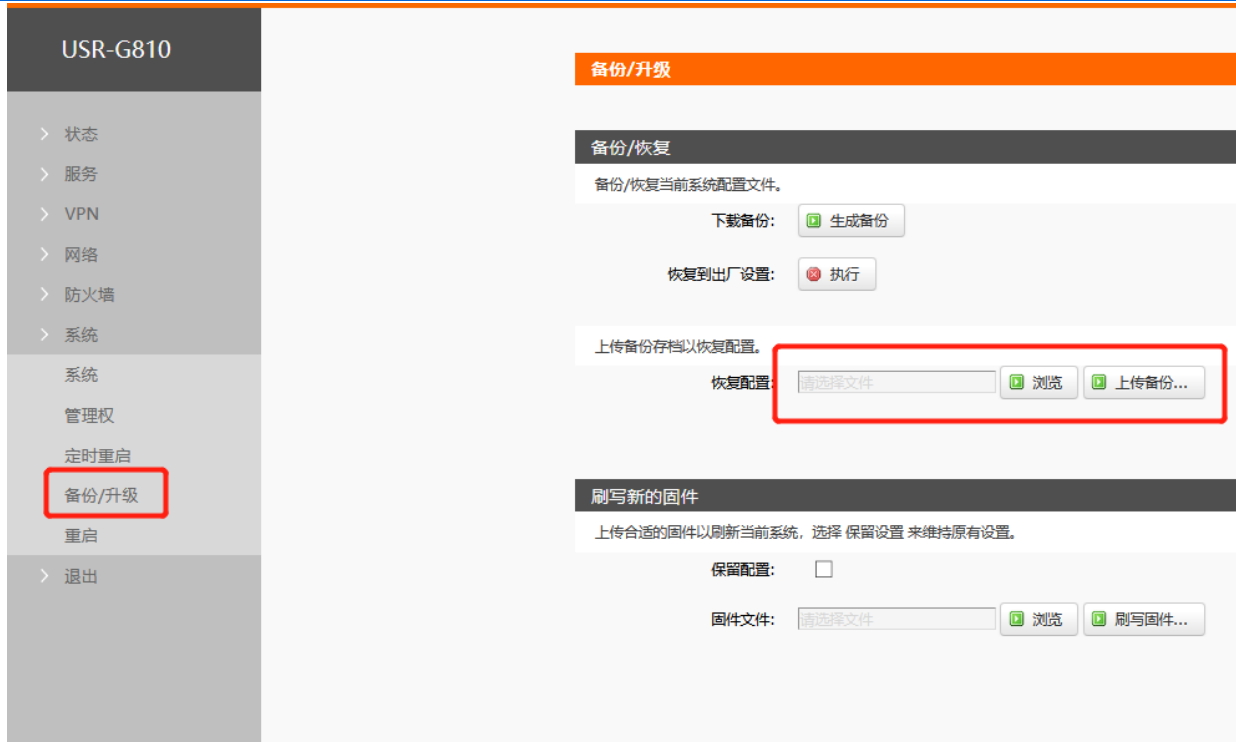 USR-G810
状态
服务
VPN
网络
防火墙
系统
系统
管理权
定时重启
备份/升级
重启
退出
备份/升级
备份/恢复
备份/恢复当前系统配置文件。
下载备份: 生成备份
恢复到出厂设置: 执行
上传备份存档以恢复配置。
恢复配置: 请选择文件 浏览 上传备份...
刷写新的固件
上传合适的固件以刷新当前系统，选择 保留设置 来维持原有设置。
保留配置:
固件文件: 请选择文件 浏览 刷写固件...